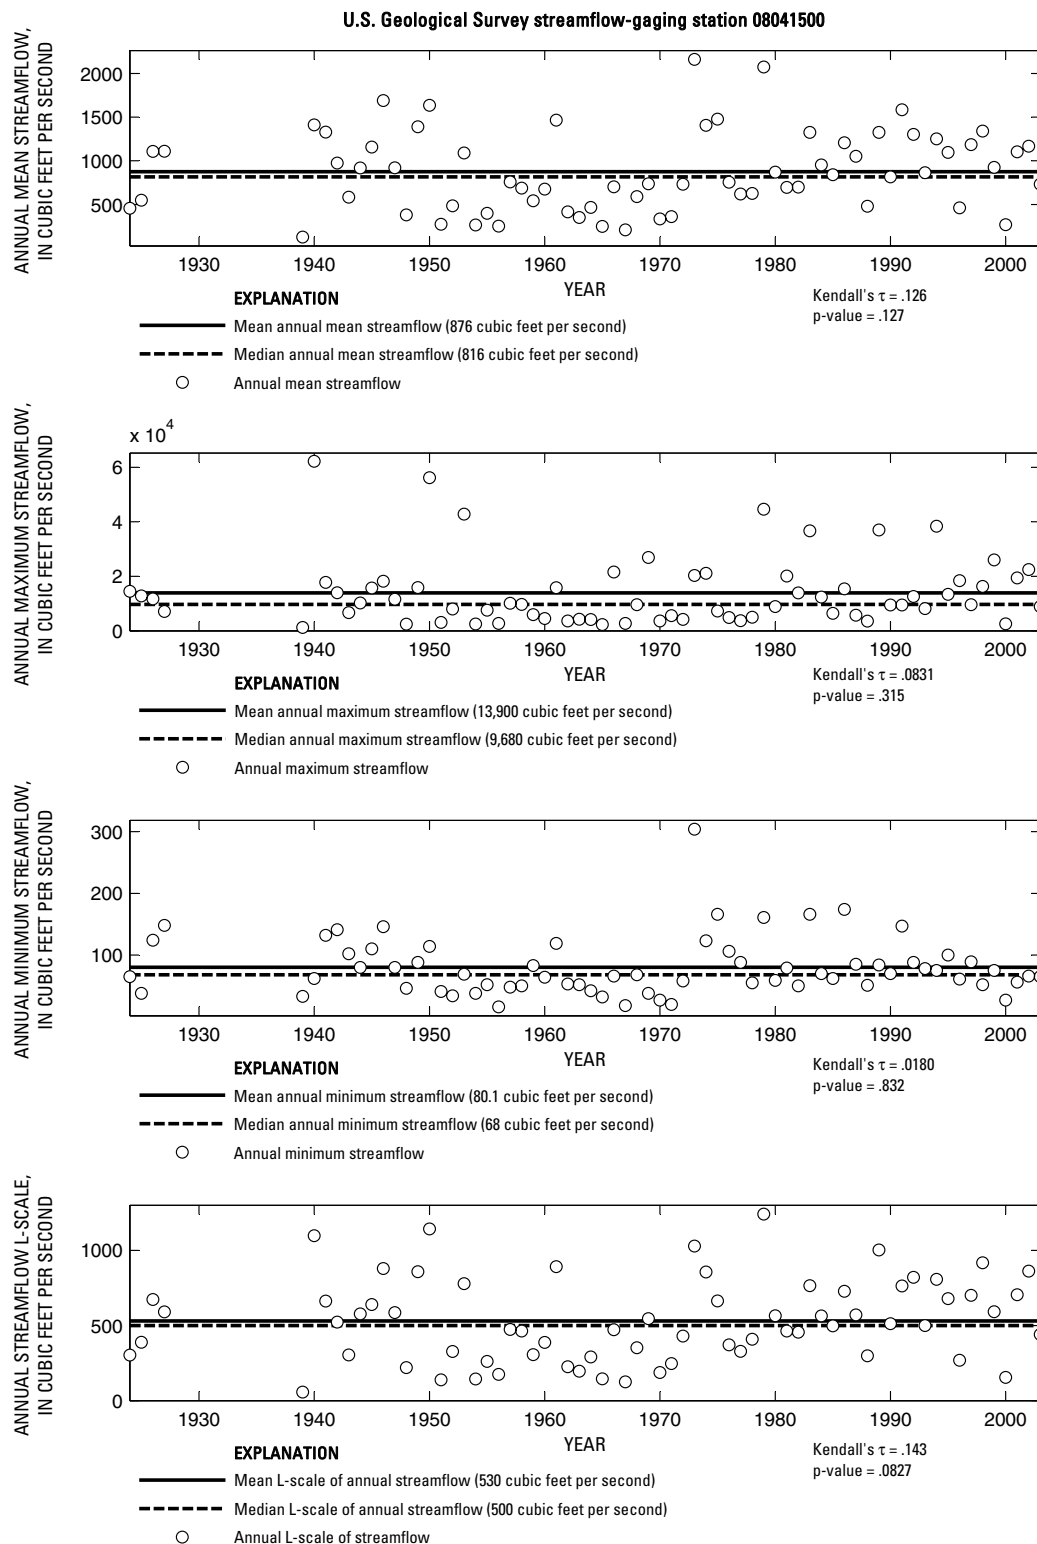 U.S. Geological Survey streamflow-gaging station 08041500
ANNUAL MEAN STREAMFLOW,
IN CUBIC FEET PER SECOND
2000
1500
1000
500
1930 1940 1950 1960 1970 1980 1990 2000
YEAR
Kendall's τ = .126
p-value = .127
EXPLANATION
Mean annual mean streamflow (876 cubic feet per second)
Median annual mean streamflow (816 cubic feet per second)
Annual mean streamflow
ANNUAL MAXIMUM STREAMFLOW,
IN CUBIC FEET PER SECOND
x 10^4
6
4
2
0
1930 1940 1950 1960 1970 1980 1990 2000
YEAR
Kendall's τ = .0831
p-value = .315
EXPLANATION
Mean annual maximum streamflow (13,900 cubic feet per second)
Median annual maximum streamflow (9,680 cubic feet per second)
Annual maximum streamflow
ANNUAL MINIMUM STREAMFLOW,
IN CUBIC FEET PER SECOND
300
200
100
1930 1940 1950 1960 1970 1980 1990 2000
YEAR
Kendall's τ = .0180
p-value = .832
EXPLANATION
Mean annual minimum streamflow (80.1 cubic feet per second)
Median annual minimum streamflow (68 cubic feet per second)
Annual minimum streamflow
ANNUAL STREAMFLOW L-SCALE,
IN CUBIC FEET PER SECOND
1000
500
0
1930 1940 1950 1960 1970 1980 1990 2000
YEAR
Kendall's τ = .143
p-value = .0827
EXPLANATION
Mean L-scale of annual streamflow (530 cubic feet per second)
Median L-scale of annual streamflow (500 cubic feet per second)
Annual L-scale of streamflow